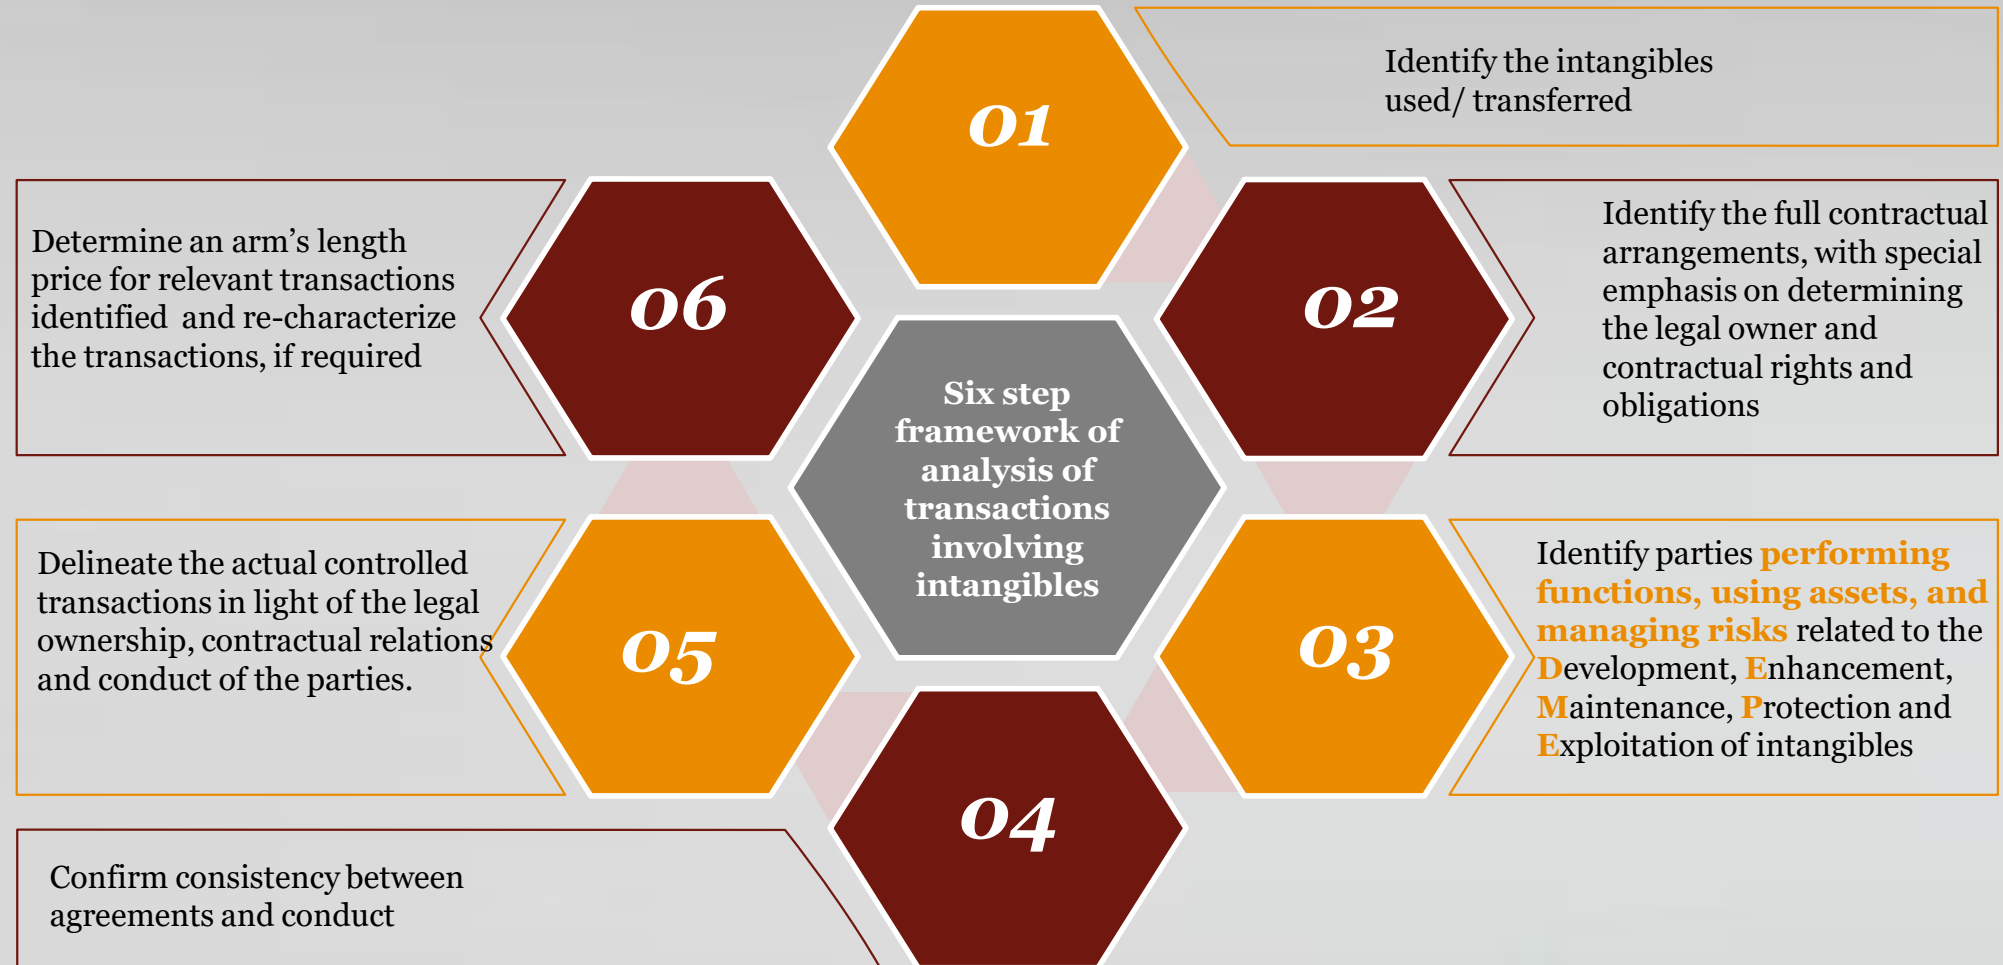 01
Identify the intangibles
used/ transferred
02
Identify the full contractual
arrangements, with special
emphasis on determining
the legal owner and
contractual rights and
obligations
03
Identify parties performing
functions, using assets, and
managing risks related to the
Development, Enhancement,
Maintenance, Protection and
Exploitation of intangibles
04
Confirm consistency between
agreements and conduct
05
Delineate the actual controlled
transactions in light of the legal
ownership, contractual relations
and conduct of the parties.
06
Determine an arm’s length
price for relevant transactions
identified and re-characterize
the transactions, if required
Six step
framework of
analysis of
transactions
involving
intangibles